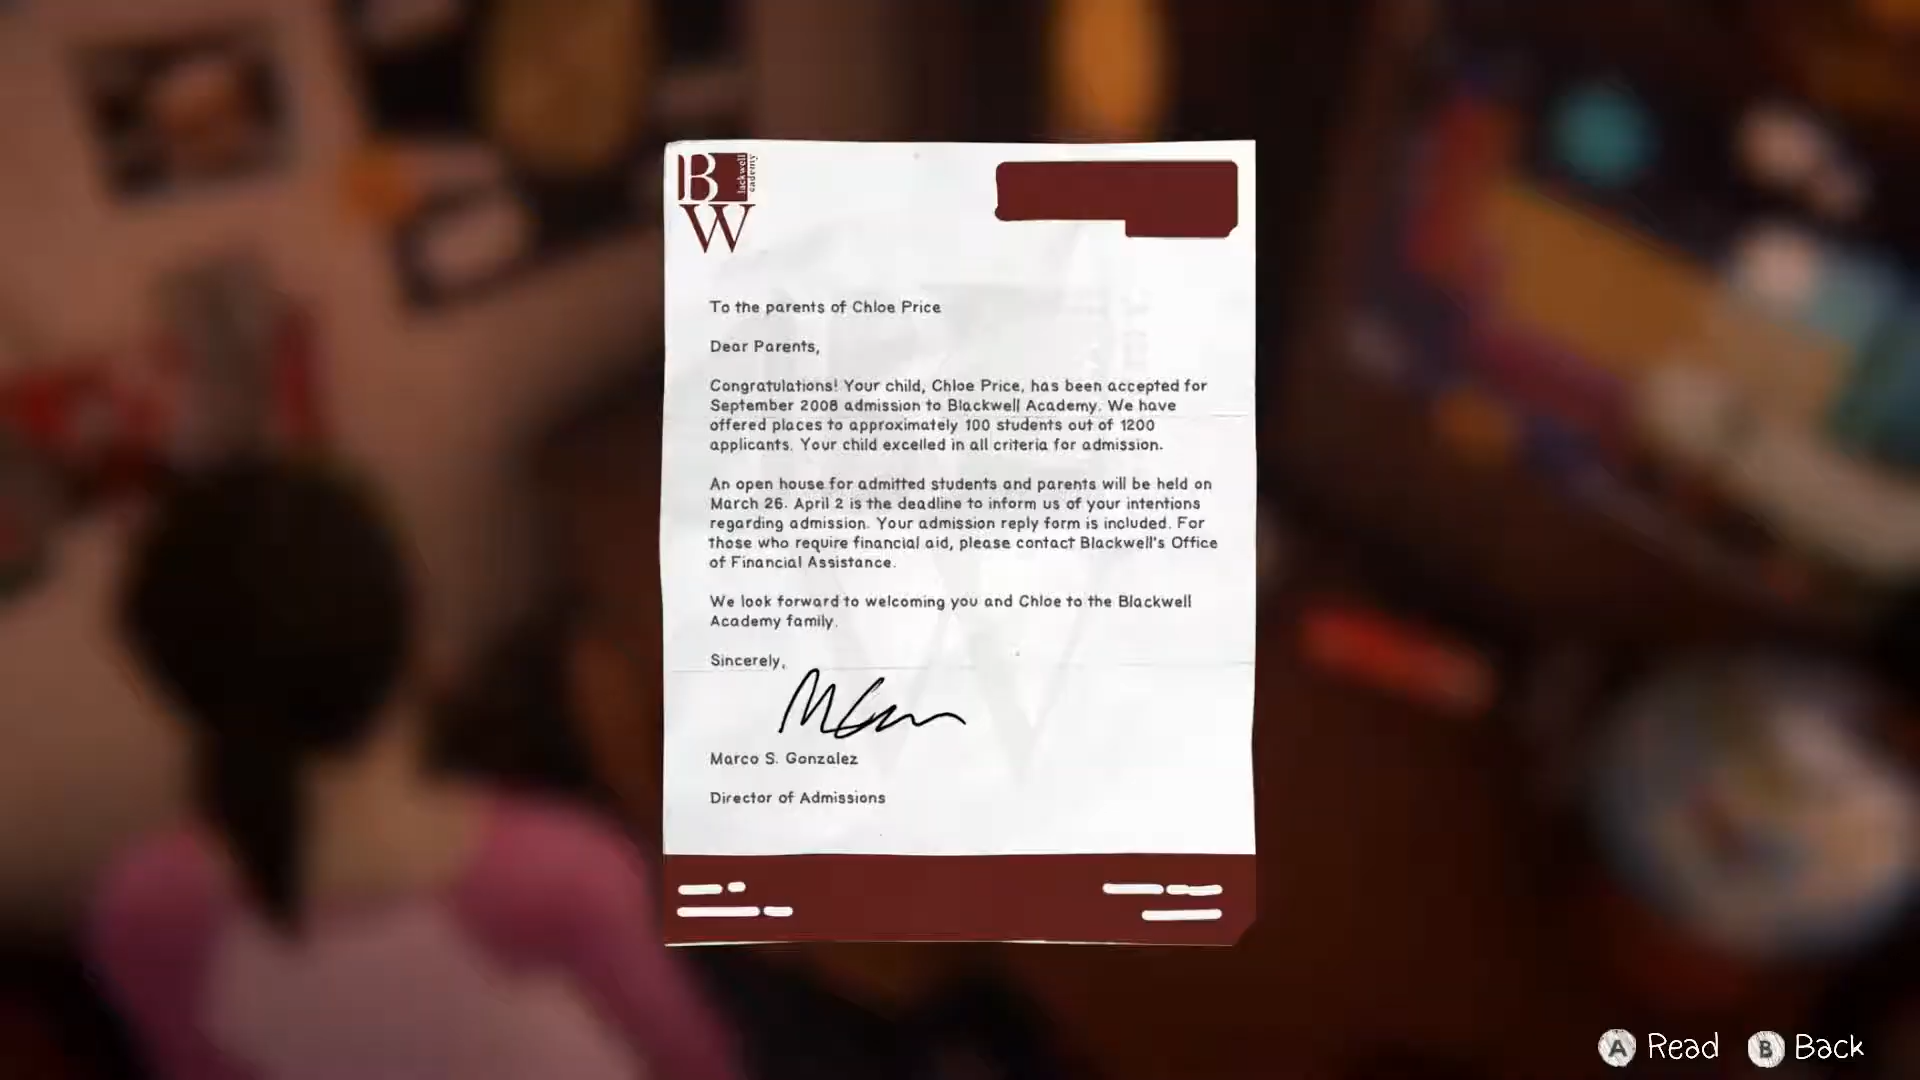 B lackwell cademy
W
To the parents of Chloe Price
Dear Parents,
Congratulations! Your child, Chloe Price, has been accepted for
September 2008 admission to Blackwell Academy. We have
offered places to approximately 100 students out of 1200
applicants. Your child excelled in all criteria for admission.
An open house for admitted students and parents will be held on
March 26. April 2 is the deadline to inform us of your intentions
regarding admission. Your admission reply form is included. For
those who require financial aid, please contact Blackwell's Office
of Financial Assistance.
We look forward to welcoming you and Chloe to the Blackwell
Academy family.
Sincerely,
Marco S. Gonzalez
Director of Admissions
A Read B Back